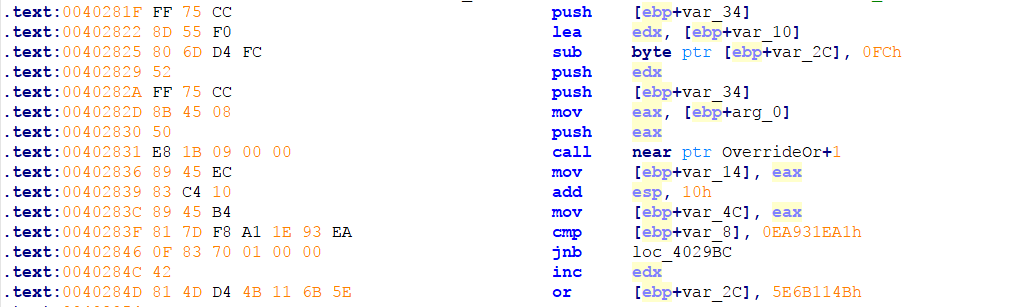 .text:0040281F FF 75 CC push [ebp+var_34]
.text:00402822 8D 55 F0 lea edx, [ebp+var_10]
.text:00402825 80 6D D4 FC sub byte ptr [ebp+var_2C], 0FCh
.text:00402829 52 push edx
.text:0040282A FF 75 CC push [ebp+var_34]
.text:0040282D 8B 45 08 mov eax, [ebp+arg_0]
.text:00402830 50 push eax
.text:00402831 E8 1B 09 00 00 call near ptr OverrideOr+1
.text:00402836 89 45 EC mov [ebp+var_14], eax
.text:00402839 83 C4 10 add esp, 10h
.text:0040283C 89 45 B4 mov [ebp+var_4C], eax
.text:0040283F 81 7D F8 A1 1E 93 EA cmp [ebp+var_8], 0EA931EA1h
.text:00402846 0F 83 70 01 00 00 jnb loc_4029BC
.text:0040284C 42 inc edx
.text:0040284D 81 4D D4 4B 11 6B 5E or [ebp+var_2C], 5E6B114Bh